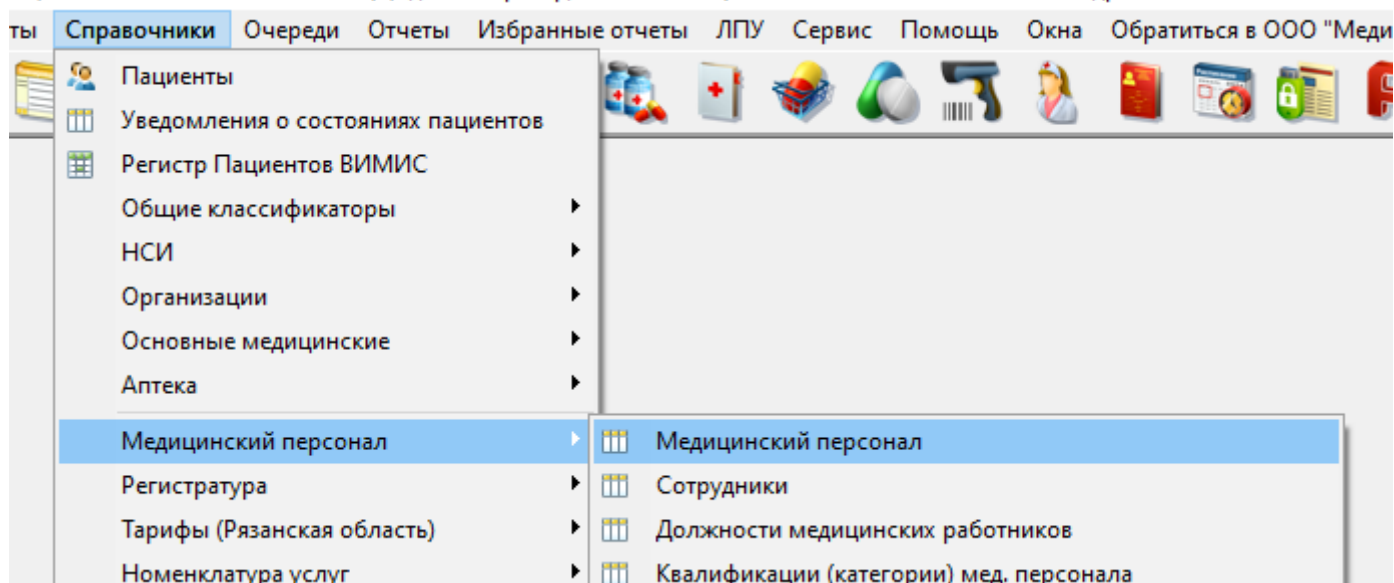 ты Справочники Очереди Отчеты Избранные отчеты ЛПУ Сервис Помощь Окна Обратиться в ООО "Меди
Пациенты
Уведомления о состояниях пациентов
Регистр Пациентов ВИМИС
Общие классификаторы
НСИ
Организации
Основные медицинские
Аптека
Медицинский персонал
Медицинский персонал
Регистратура
Сотрудники
Тарифы (Рязанская область)
Должности медицинских работников
Номенклатура услуг
Квалификации (категории) мед. персонала